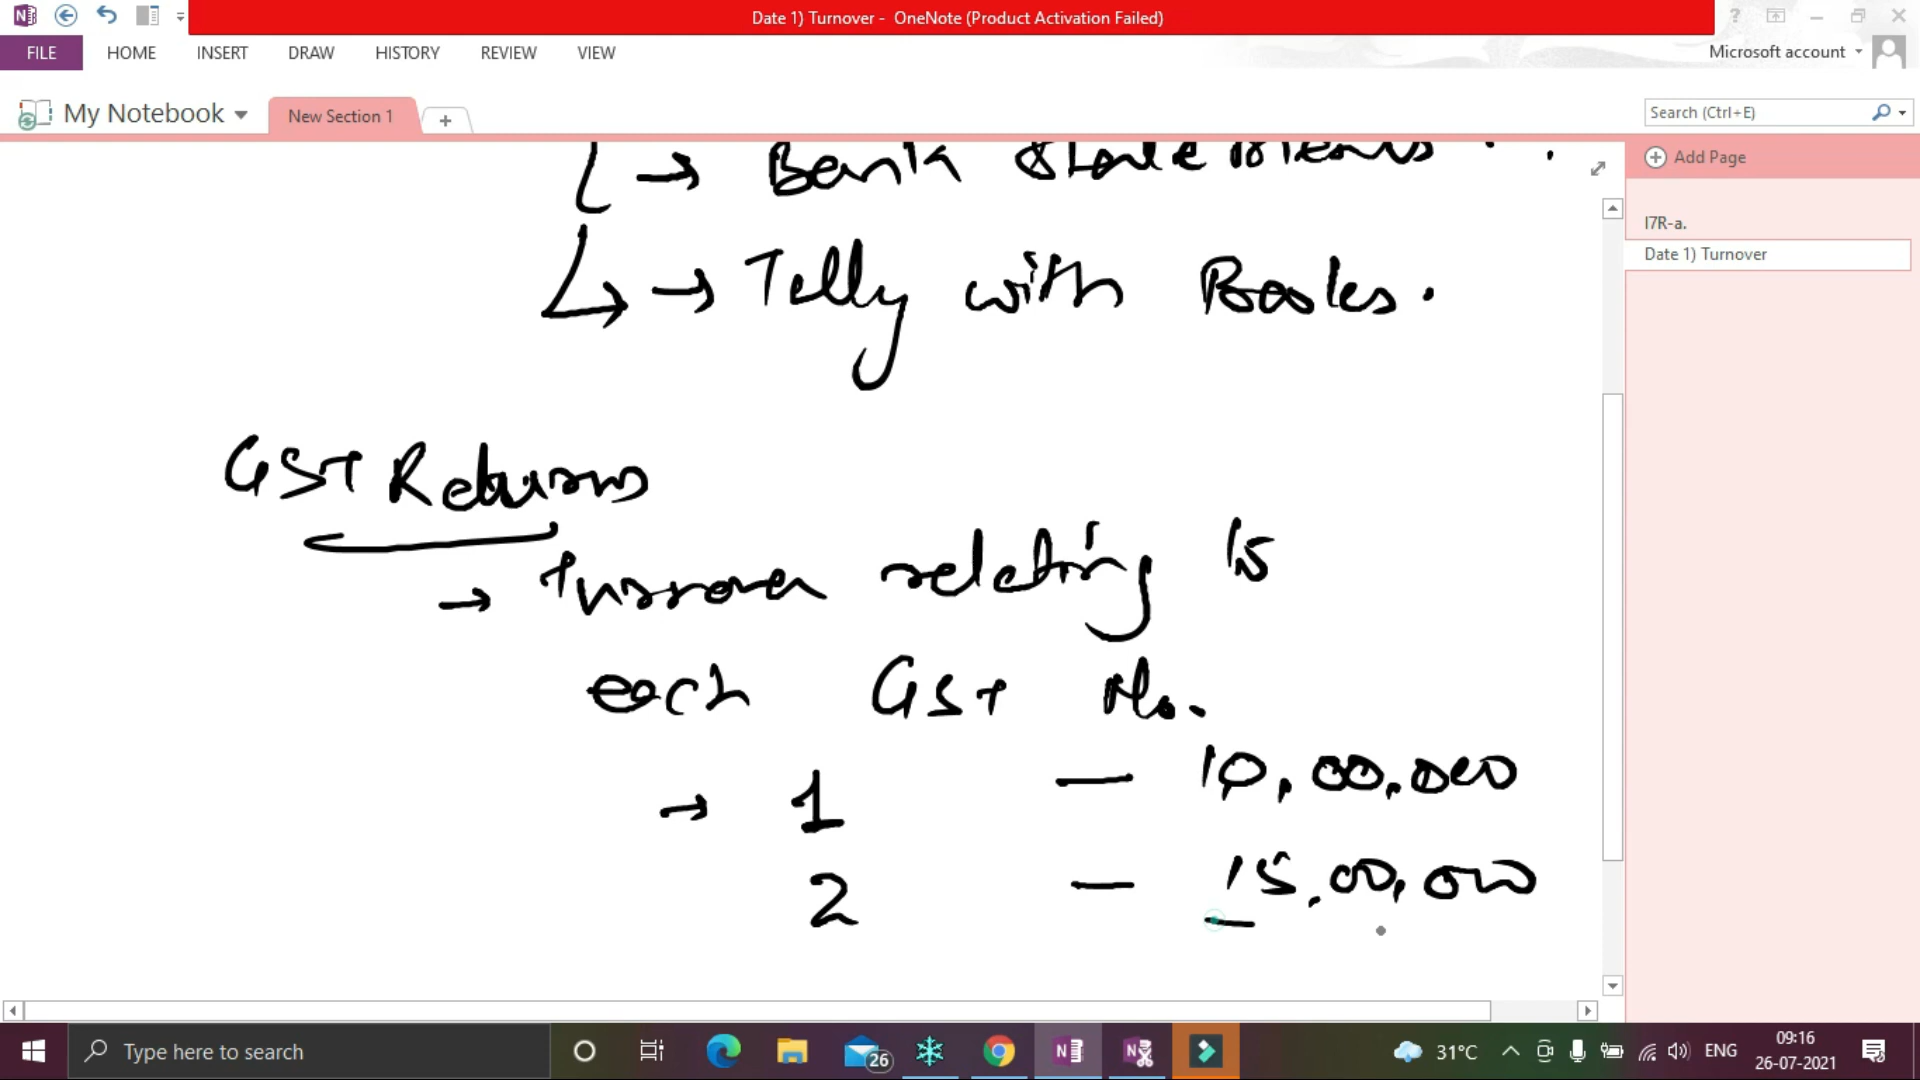 Date 1) Turnover - OneNote (Product Activation Failed)
FILE HOME INSERT DRAW HISTORY REVIEW VIEW
Microsoft account
My Notebook
New Section 1
Search (Ctrl+E)
Add Page
I7R-a.
Date 1) Turnover
→ Bank Statements
→ Tally with Books.
GST Returns
→ Turnover relating to
each GST No.
→ 1 — 10,00,000
2 — 15,00,000
Type here to search
26
31°C
ENG
09:16
26-07-2021